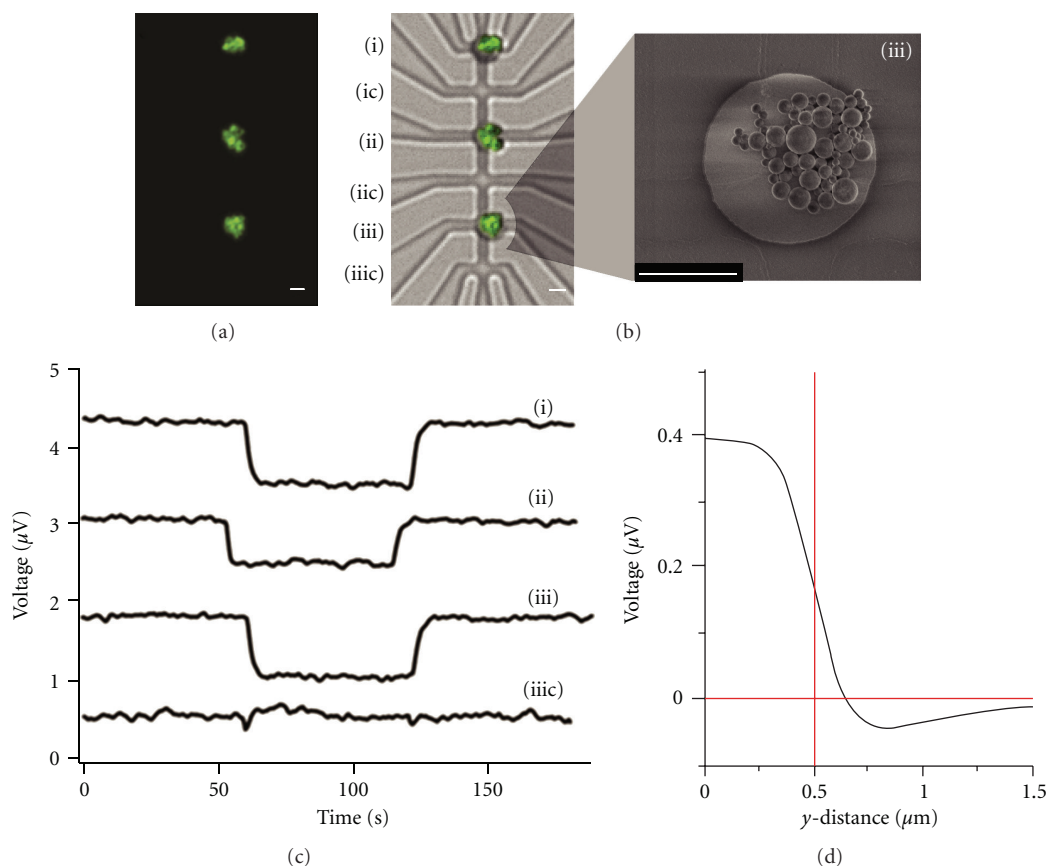 (i)
(ic)
(ii)
(iic)
(iii)
(iiic)
(iii)
(a)
(b)
5
4
3
2
1
0
Voltage (µV)
(i)
(ii)
(iii)
(iiic)
0
50
100
150
Time (s)
(c)
0.4
0.2
0
Voltage (µV)
0
0.5
1
1.5
y-distance (µm)
(d)